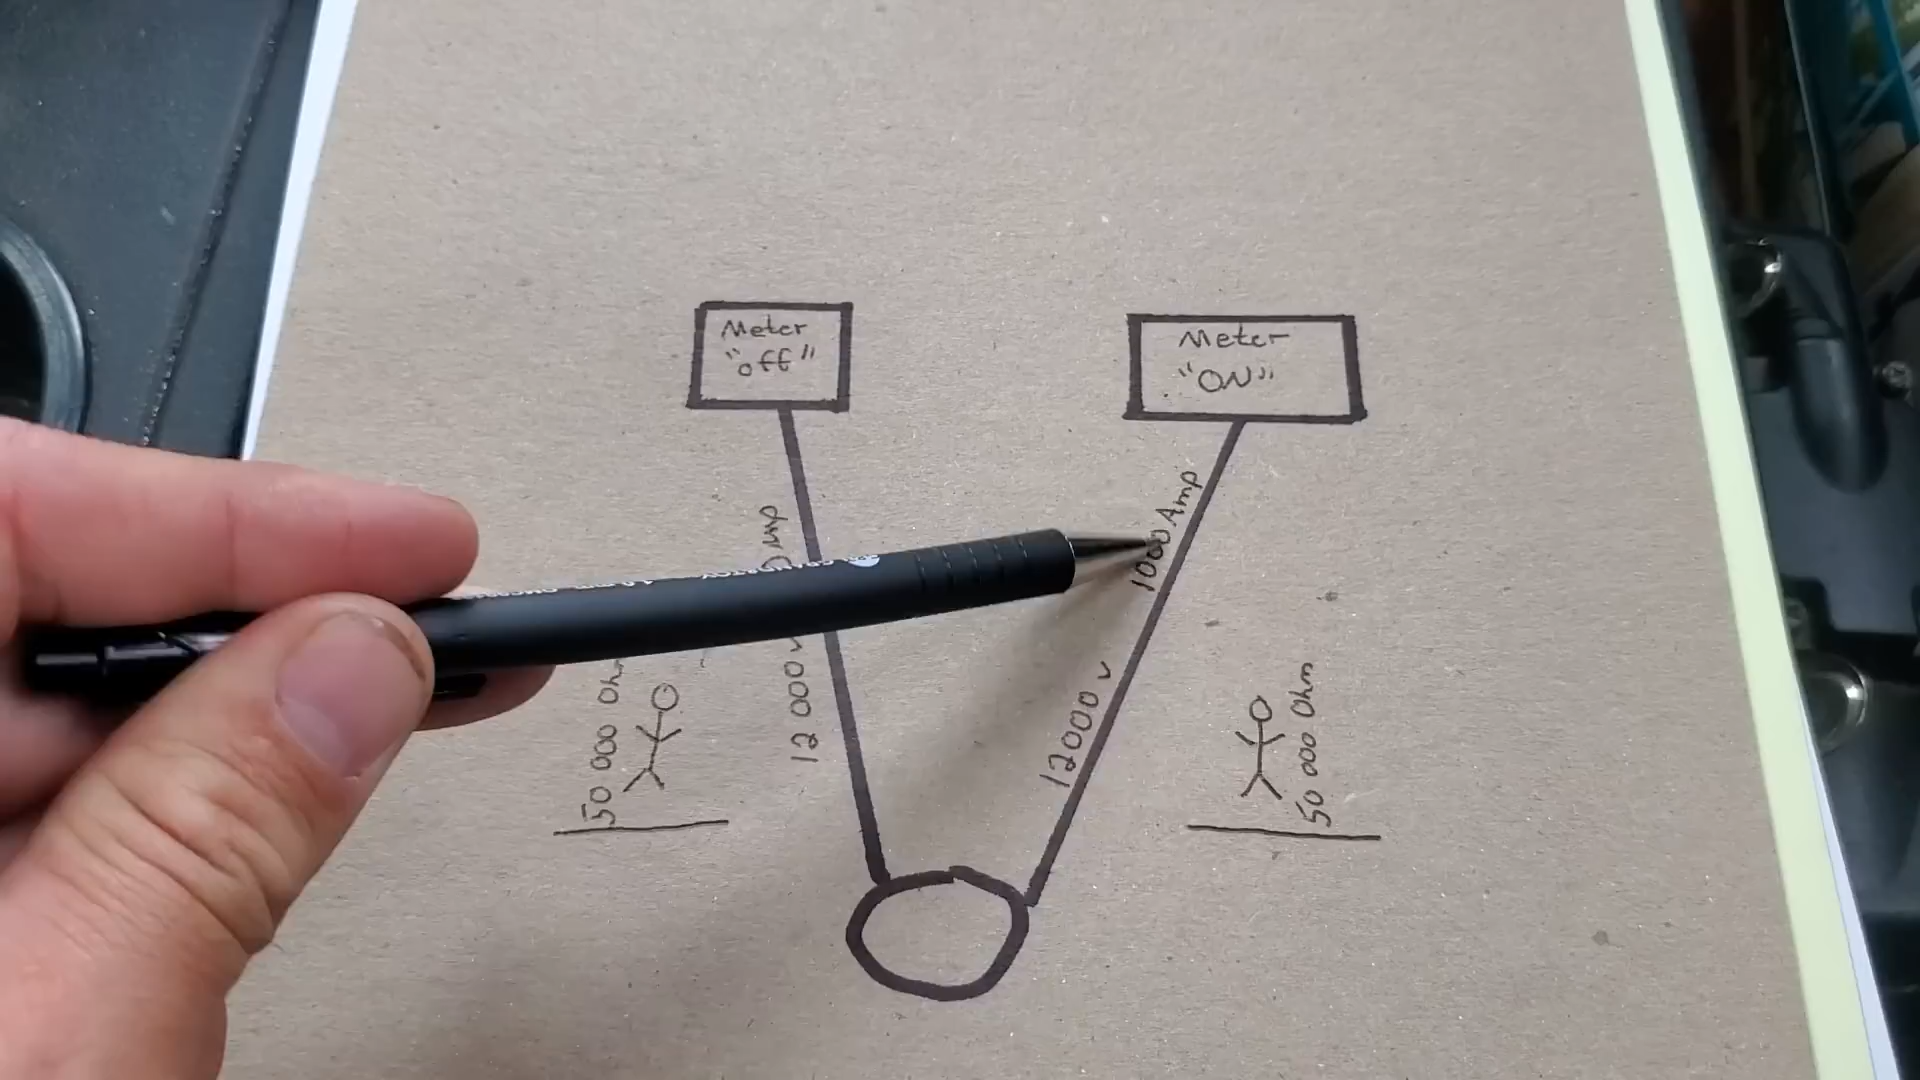 Meter
"off"
Meter
"ON"
1000 Amp
12 000 v
12000 v
50 000 Ohm
50 000 Ohm